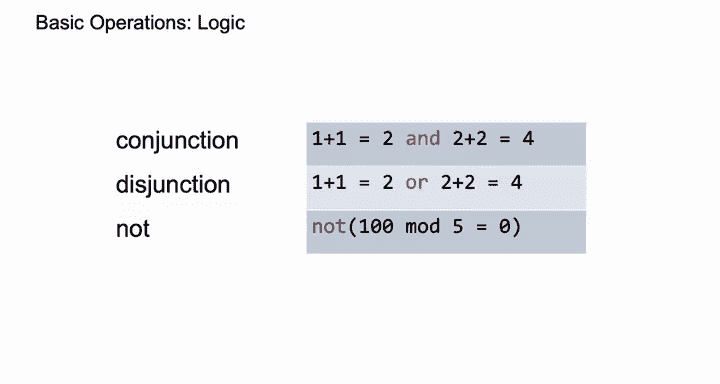 Basic Operations: Logic
conjunction 1+1 = 2 and 2+2 = 4
disjunction 1+1 = 2 or 2+2 = 4
not not(100 mod 5 = 0)